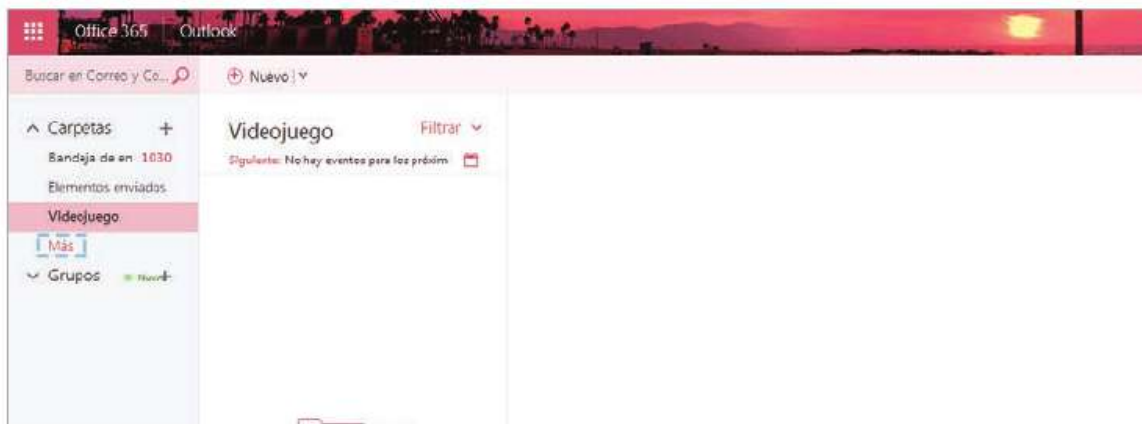 Office 365 Outlook
Buscar en Correo y Co...
Nuevo
Carpetas
Bandaja de en 1030
Elementos enviados
Videojuego
Más
Grupos
Videojuego Filtrar
Siguiente: No hay eventos para los próxim